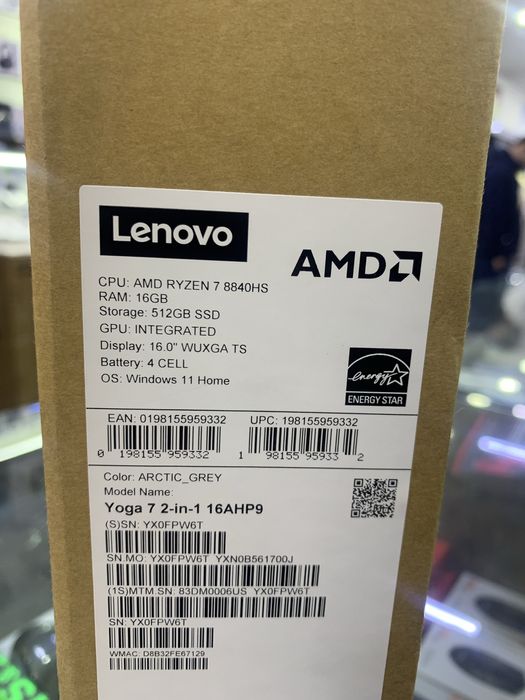 Lenovo
AMD
CPU: AMD RYZEN 7 8840HS
RAM: 16GB
Storage: 512GB SSD
GPU: INTEGRATED
Display: 16.0" WUXGA TS
Battery: 4 CELL
OS: Windows 11 Home
energy
ENERGY STAR
EAN: 0198155959332
UPC: 198155959332
0 198155 959332
1 98155 95933 2
Color: ARCTIC_GREY
Model Name:
Yoga 7 2-in-1 16AHP9
(S)SN: YX0FPW6T
SN.MO: YX0FPW6T YXN0B561700J
(1S)MTM.SN: 83DM0006US YX0FPW6T
SN: YX0FPW6T
WMAC: D8B32FE67129